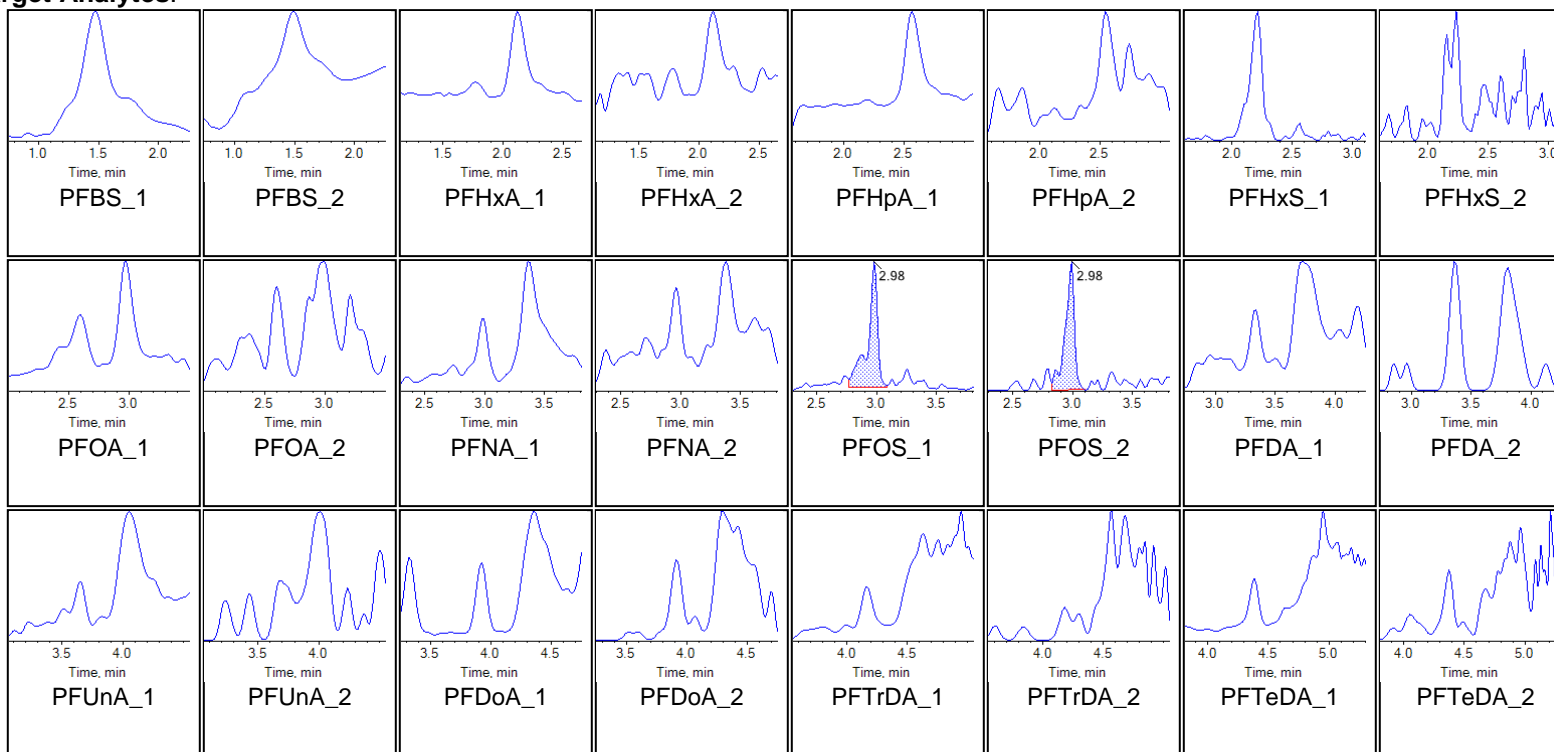 rget Analytes:
1.0 1.5 2.0 1.0 1.5 2.0 1.5 2.0 2.5 1.5 2.0 2.5 2.0 2.5 2.0 2.5 2.0 2.5 3.0 2.0 2.5 3.0
Time, min Time, min Time, min Time, min Time, min Time, min Time, min Time, min
PFBS_1 PFBS_2 PFHxA_1 PFHxA_2 PFHpA_1 PFHpA_2 PFHxS_1 PFHxS_2
2.98 2.98
2.5 3.0 2.5 3.0 3.0 3.5 2.5 3.0 3.5 2.5 3.0 3.5 2.5 3.0 3.5 3.0 3.5 4.0 3.0 3.5 4.0
Time, min Time, min Time, min Time, min Time, min Time, min Time, min Time, min
PFOA_1 PFOA_2 PFNA_1 PFNA_2 PFOS_1 PFOS_2 PFDA_1 PFDA_2
3.5 4.0 3.5 4.0 3.5 4.0 4.5 3.5 4.0 4.5 4.0 4.5 4.0 4.5 4.0 4.5 5.0 4.0 4.5 5.0
Time, min Time, min Time, min Time, min Time, min Time, min Time, min Time, min
PFUnA_1 PFUnA_2 PFDoA_1 PFDoA_2 PFTrDA_1 PFTrDA_2 PFTeDA_1 PFTeDA_2